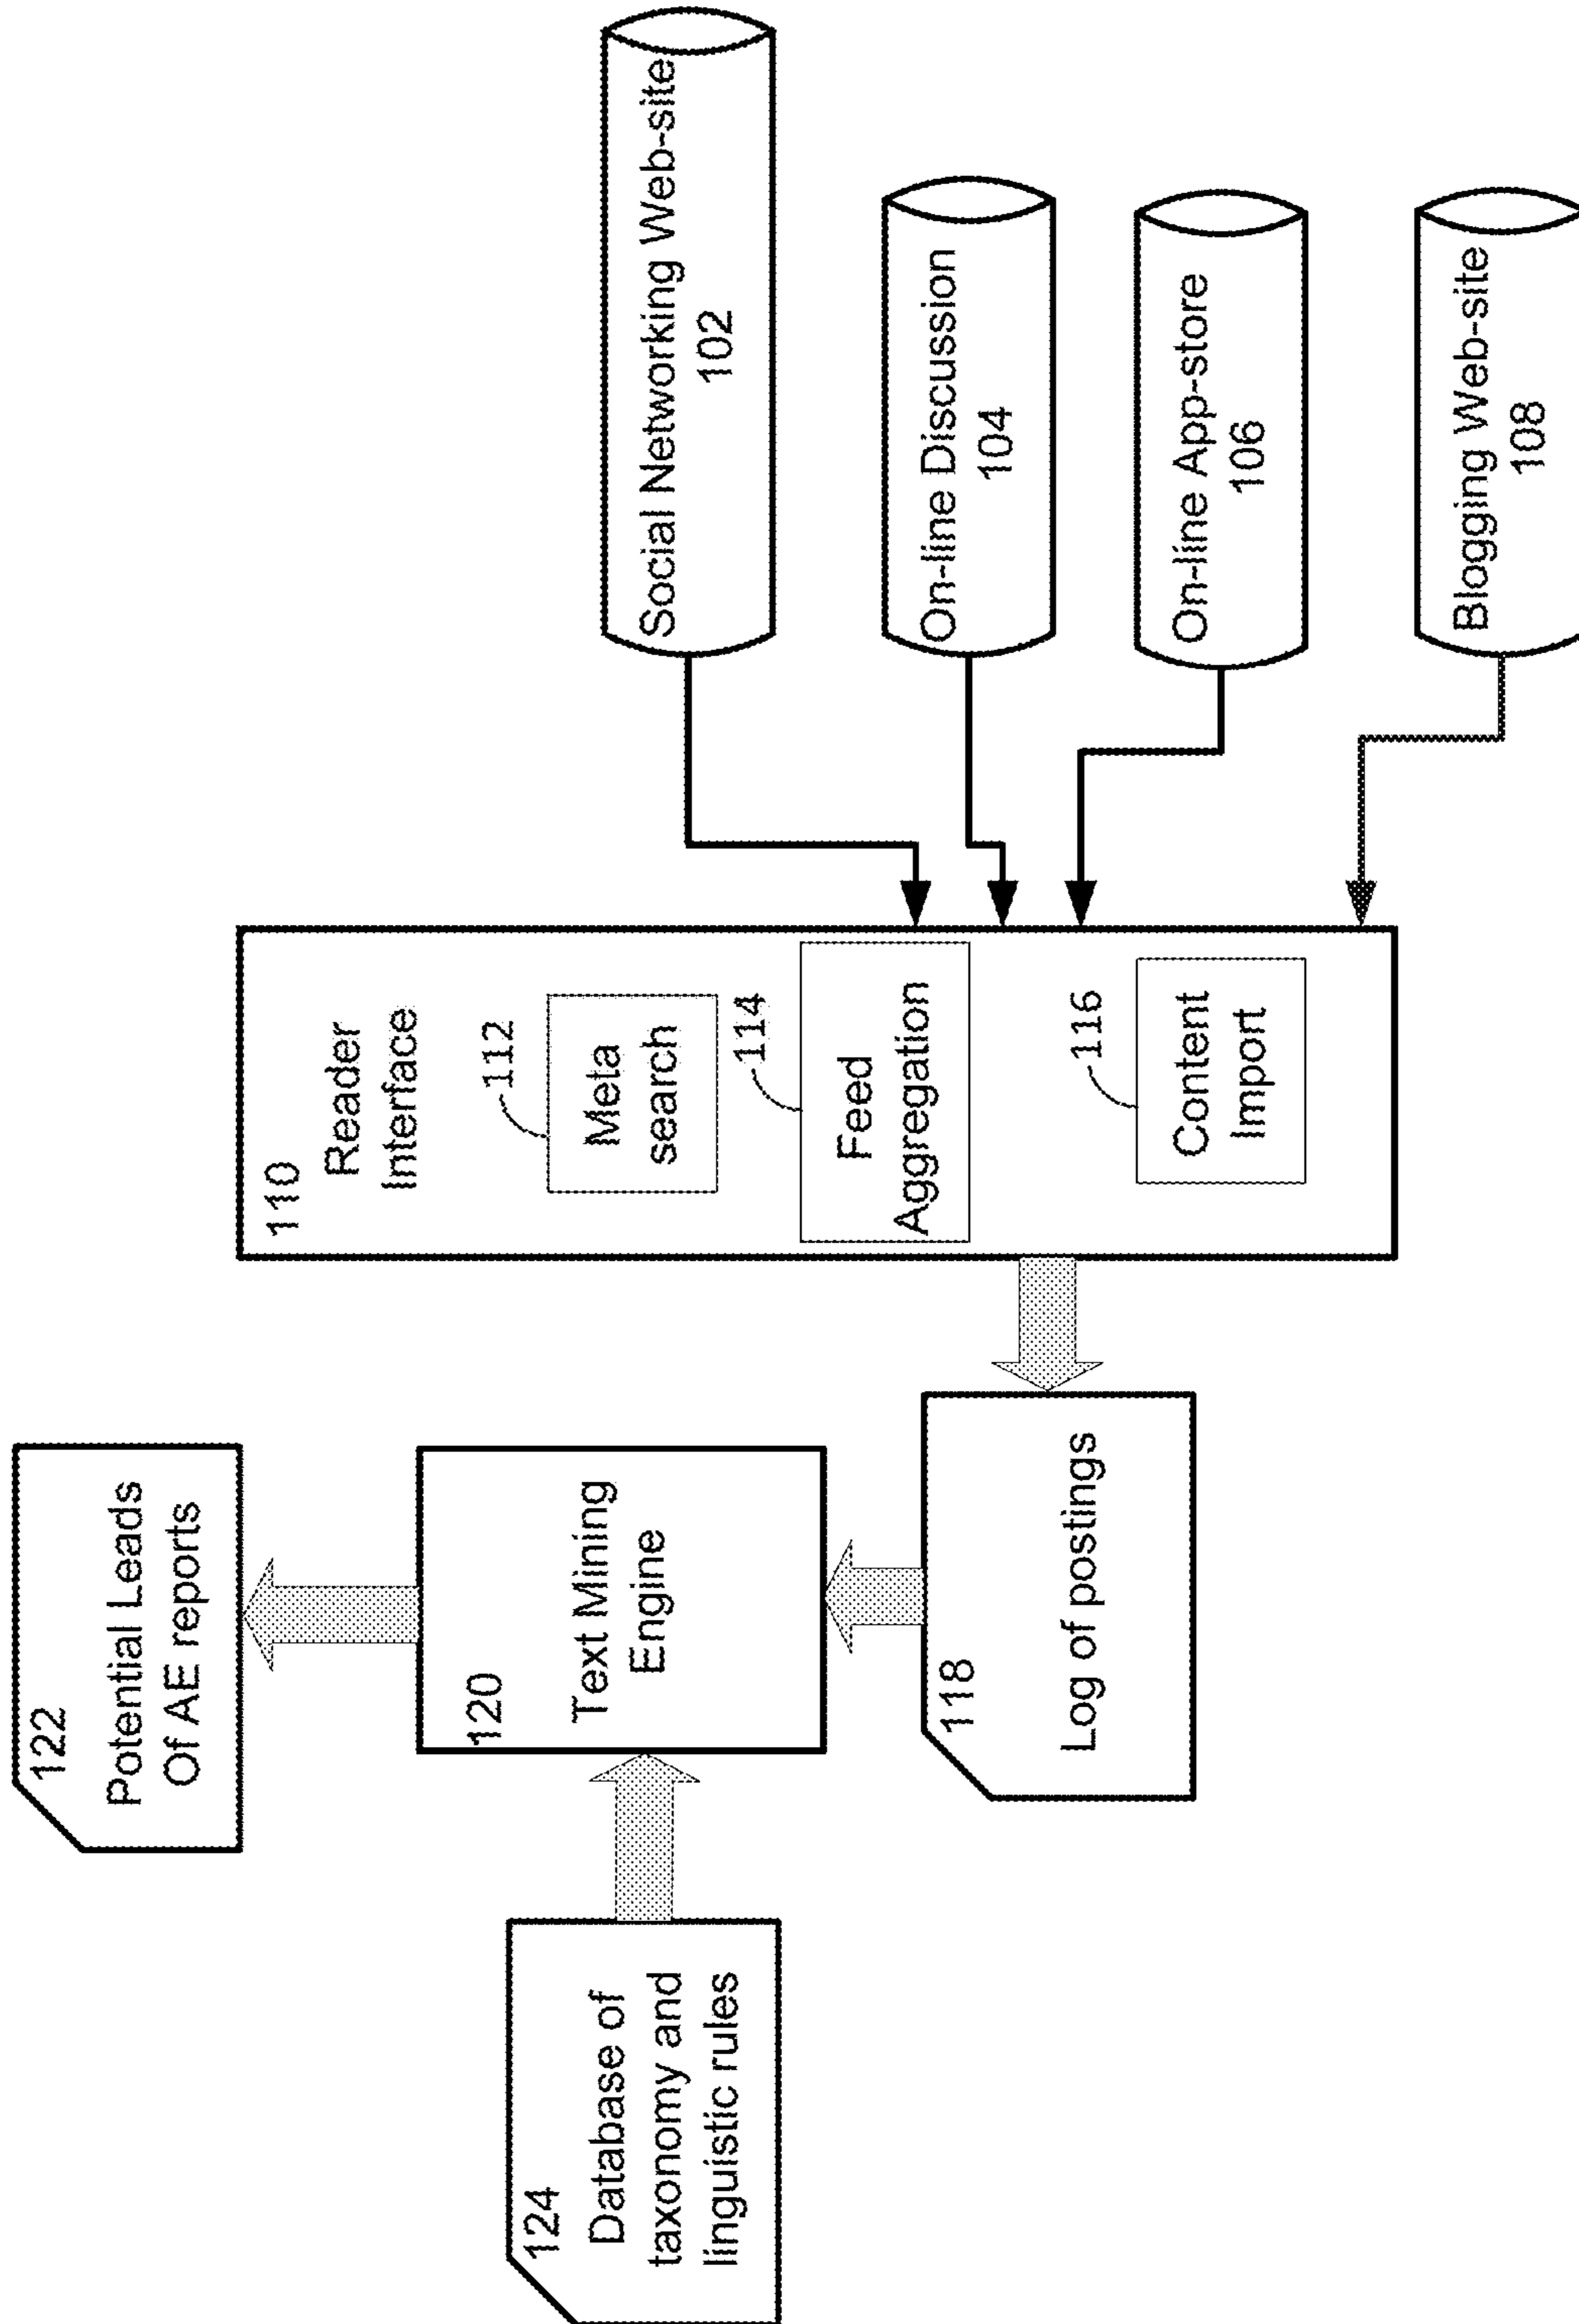 122
Potential Leads
Of AE reports
124
Database of
taxonomy and
linguistic rules
120
Text Mining
Engine
118
Log of postings
110
Reader
Interface
112
Meta
search
114
Feed
Aggregation
116
Content
Import
Social Networking Web-site
102
On-line Discussion
104
On-line App-store
106
Blogging Web-site
108